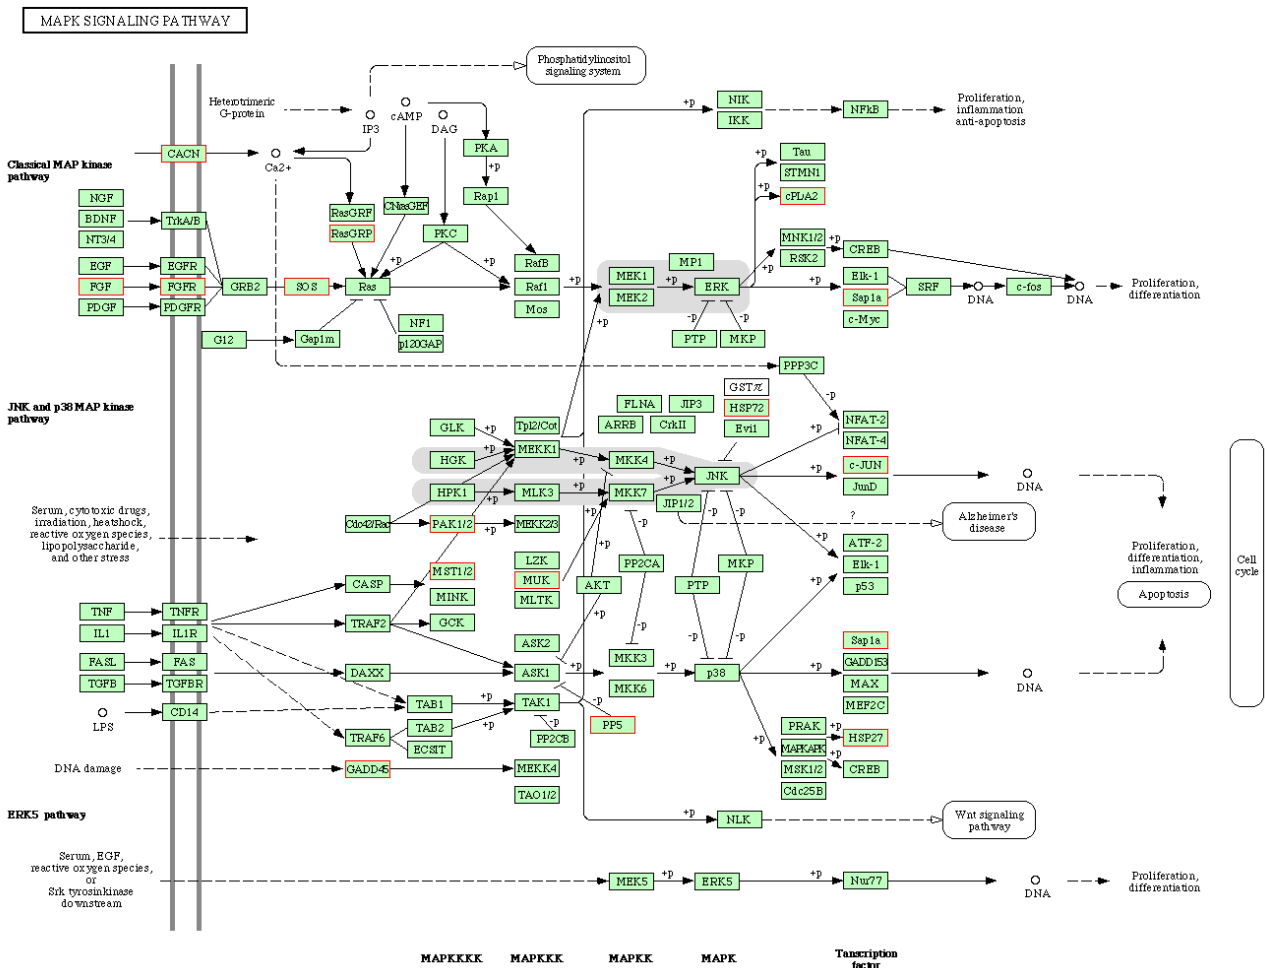 MAPK SIGNALING PATHWAY
Phosphatidylinositol
signaling system
Heterotrimeric
G-protein
IP3
cAMP
DAG
NIK
IKK
+p
NFkB
Proliferation,
inflammation
anti-apoptosis
Classical MAP kinase
pathway
CACN
Ca2+
PKA
+p
Rap1
Tau
STMN1
cPLA2
+p
+p
NGF
BDNF
NT3/4
TrkA/B
RasGRF
RasGRP
CNrasGEF
PKC
+p
+p
RafB
Raf1
Mos
MNK1/2
RSK2
+p
CREB
EGF
FGF
PDGF
EGFR
FGFR
PDGFR
GRB2
SOS
Ras
+p
MEK1
MEK2
+p
MP1
ERK
+p
+p
Elk-1
Sap1a
c-Myc
SRF
DNA
c-fos
DNA
Proliferation,
differentiation
G12
Gap1m
NF1
p120GAP
+p
-p
-p
PTP
MKP
PPP3C
-p
JNK and p38 MAP kinase
pathway
GLK
HGK
HPK1
+p
+p
+p
Tpl2/Cot
MEKK1
MLK3
+p
+p
FLNA
JIP3
ARRB
CrkII
GSTπ
HSP72
Evi1
NFAT-2
NFAT-4
+p
MKK4
MKK7
+p
+p
JNK
+p
c-JUN
JunD
DNA
JIP1/2
?
Alzheimer's
disease
Cell
cycle
Serum, cytotoxic drugs,
irradiation, heatshock,
reactive oxygen species,
lipopolysaccharide,
and other stress
Cdc42/Rac
PAK1/2
+p
+p
MEKK2/3
+p
-p
-p
-p
+p
ATF-2
Elk-1
p53
Proliferation,
differentiation,
inflammation
Apoptosis
CASP
MST1/2
MINK
GCK
LZK
MUK
MLTK
AKT
+p
PP2CA
PTP
MKP
TNF
IL1
TNFR
IL1R
TRAF2
ASK2
ASK1
+p
-p
MKK3
MKK6
+p
-p
-p
p38
+p
+p
Sap1a
GADD153
MAX
MEF2C
DNA
FASL
TGFB
FAS
TGFBR
DAXX
LPS
CD14
TAB1
TAB2
ECSIT
+p
+p
TAK1
-p
-p
PP5
PP2CB
TRAF6
PRAK
MAPKAPK
MSK1/2
Cdc25B
+p
+p
+p
HSP27
CREB
DNA damage
GADD45
MEKK4
TAO1/2
ERK5 pathway
+p
NLK
Wnt signaling
pathway
Serum, EGF,
reactive oxygen species,
or
Srk tyrosinkinase
downstream
MEK5
+p
ERK5
+p
Nur77
DNA
Proliferation,
differentiation
MAPKKKK
MAPKKK
MAPKK
MAPK
Tanscription
factor